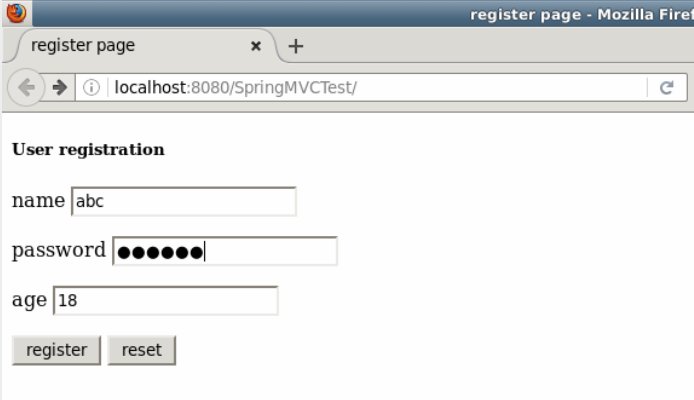 register page - Mozilla Firef
register page × +
localhost:8080/SpringMVCTest/
User registration
name abc
password ●●●●●●
age 18
register reset